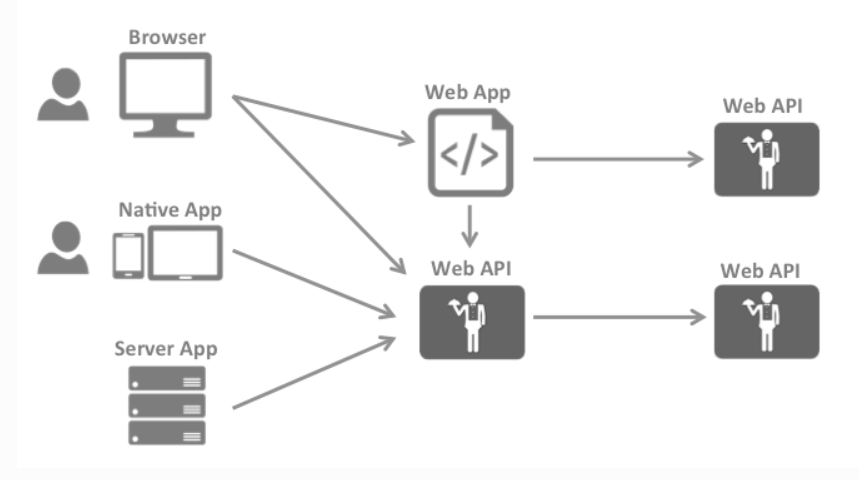 Browser
Web App
Web API
Native App
Web API
Web API
Server App
</>